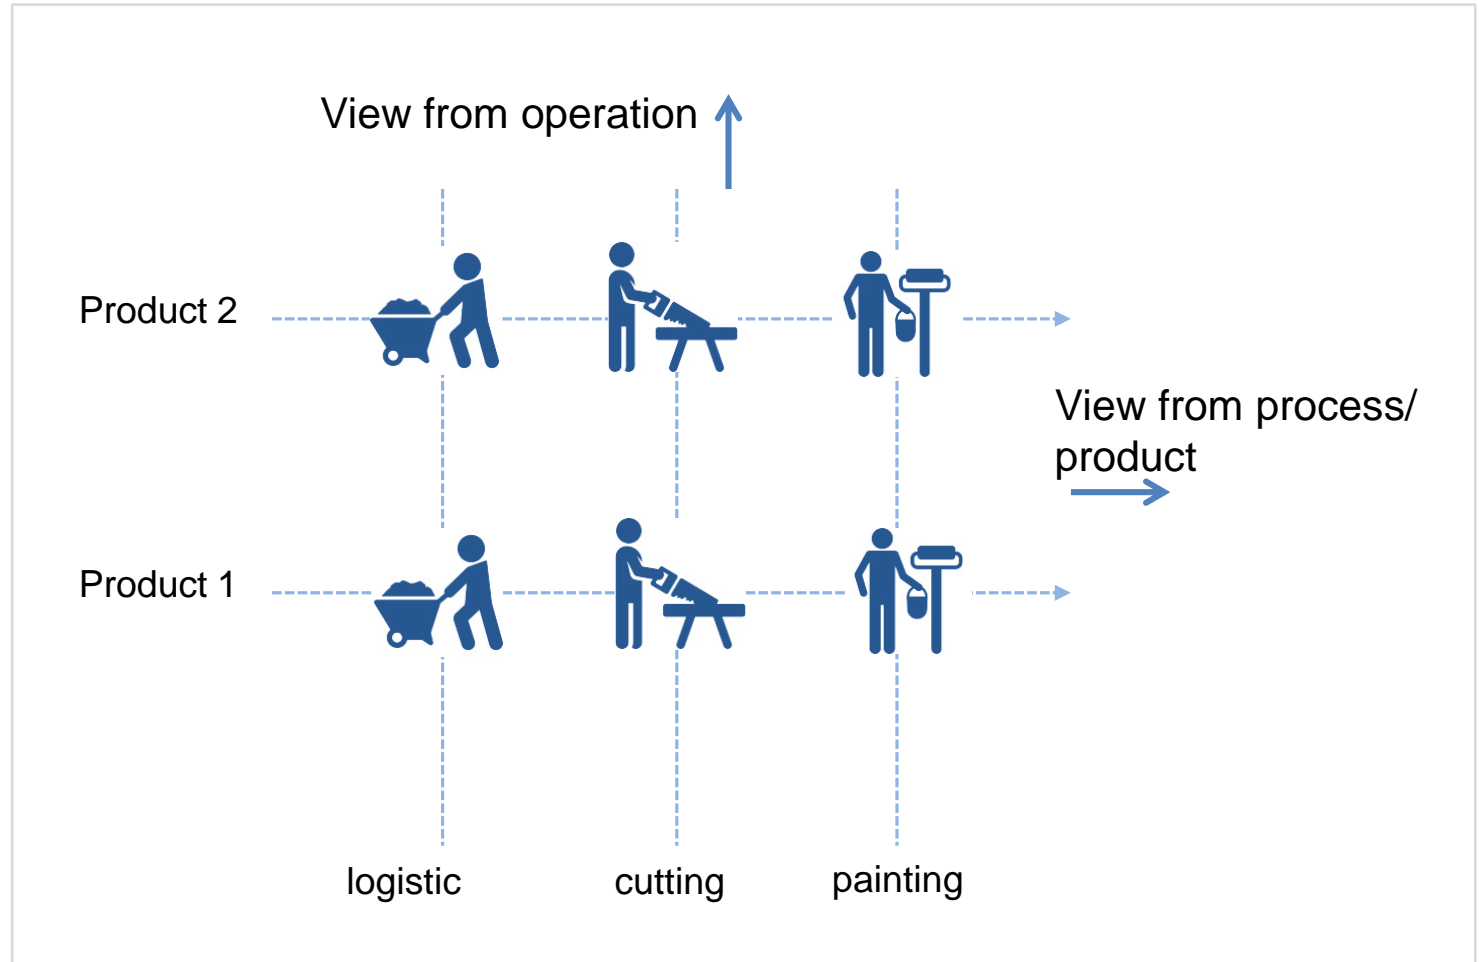 View from operation
Product 2
View from process/
product
Product 1
logistic
cutting
painting